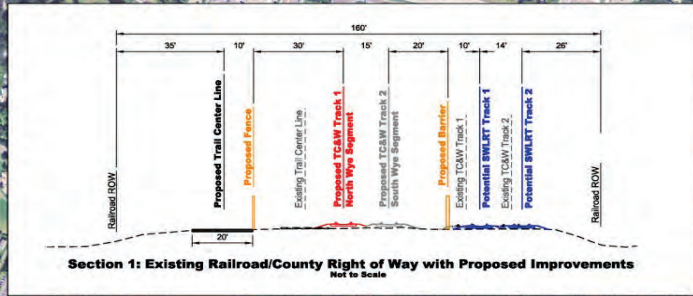 160'
35' 10' 30' 15' 20' 10' 14' 26'
Railroad ROW
Proposed Trail Center Line
Proposed Fence
Existing Trail Center Line
Proposed TC&W Track 1
North Wye Segment
Proposed TC&W Track 2
South Wye Segment
Proposed Barrier
Existing TC&W Track 1
Potential SWLRT Track 1
Existing TC&W Track 2
Potential SWLRT Track 2
Railroad ROW
20'
Section 1: Existing Railroad/County Right of Way with Proposed Improvements
Not to Scale